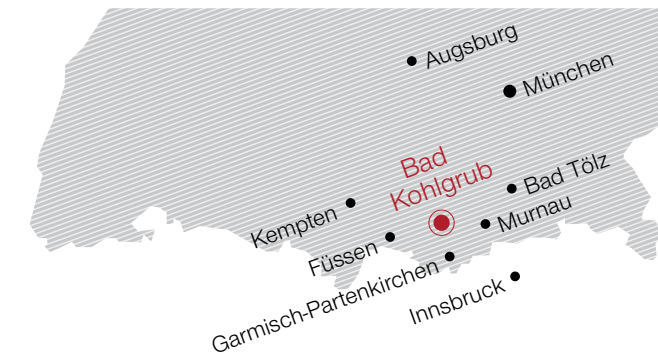 Augsburg
München
Bad
Kohlgrub
Bad Tölz
Murnau
Kempten
Füssen
Garmisch-Partenkirchen
Innsbruck